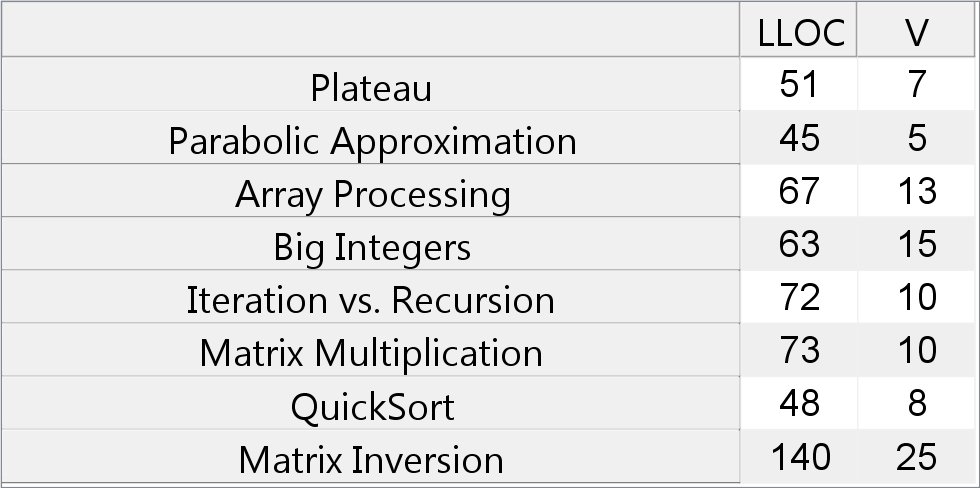 LLOC V
Plateau 51 7
Parabolic Approximation 45 5
Array Processing 67 13
Big Integers 63 15
Iteration vs. Recursion 72 10
Matrix Multiplication 73 10
QuickSort 48 8
Matrix Inversion 140 25